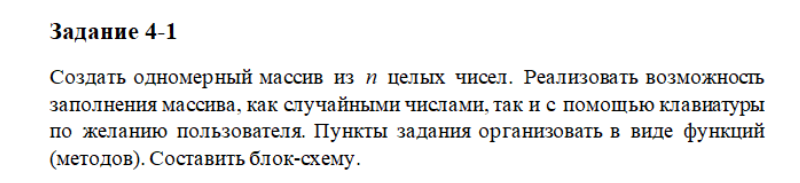 Задание 4-1
Создать одномерный массив из n целых чисел. Реализовать возможность
заполнения массива, как случайными числами, так и с помощью клавиатуры
по желанию пользователя. Пункты задания организовать в виде функций
(методов). Составить блок-схему.